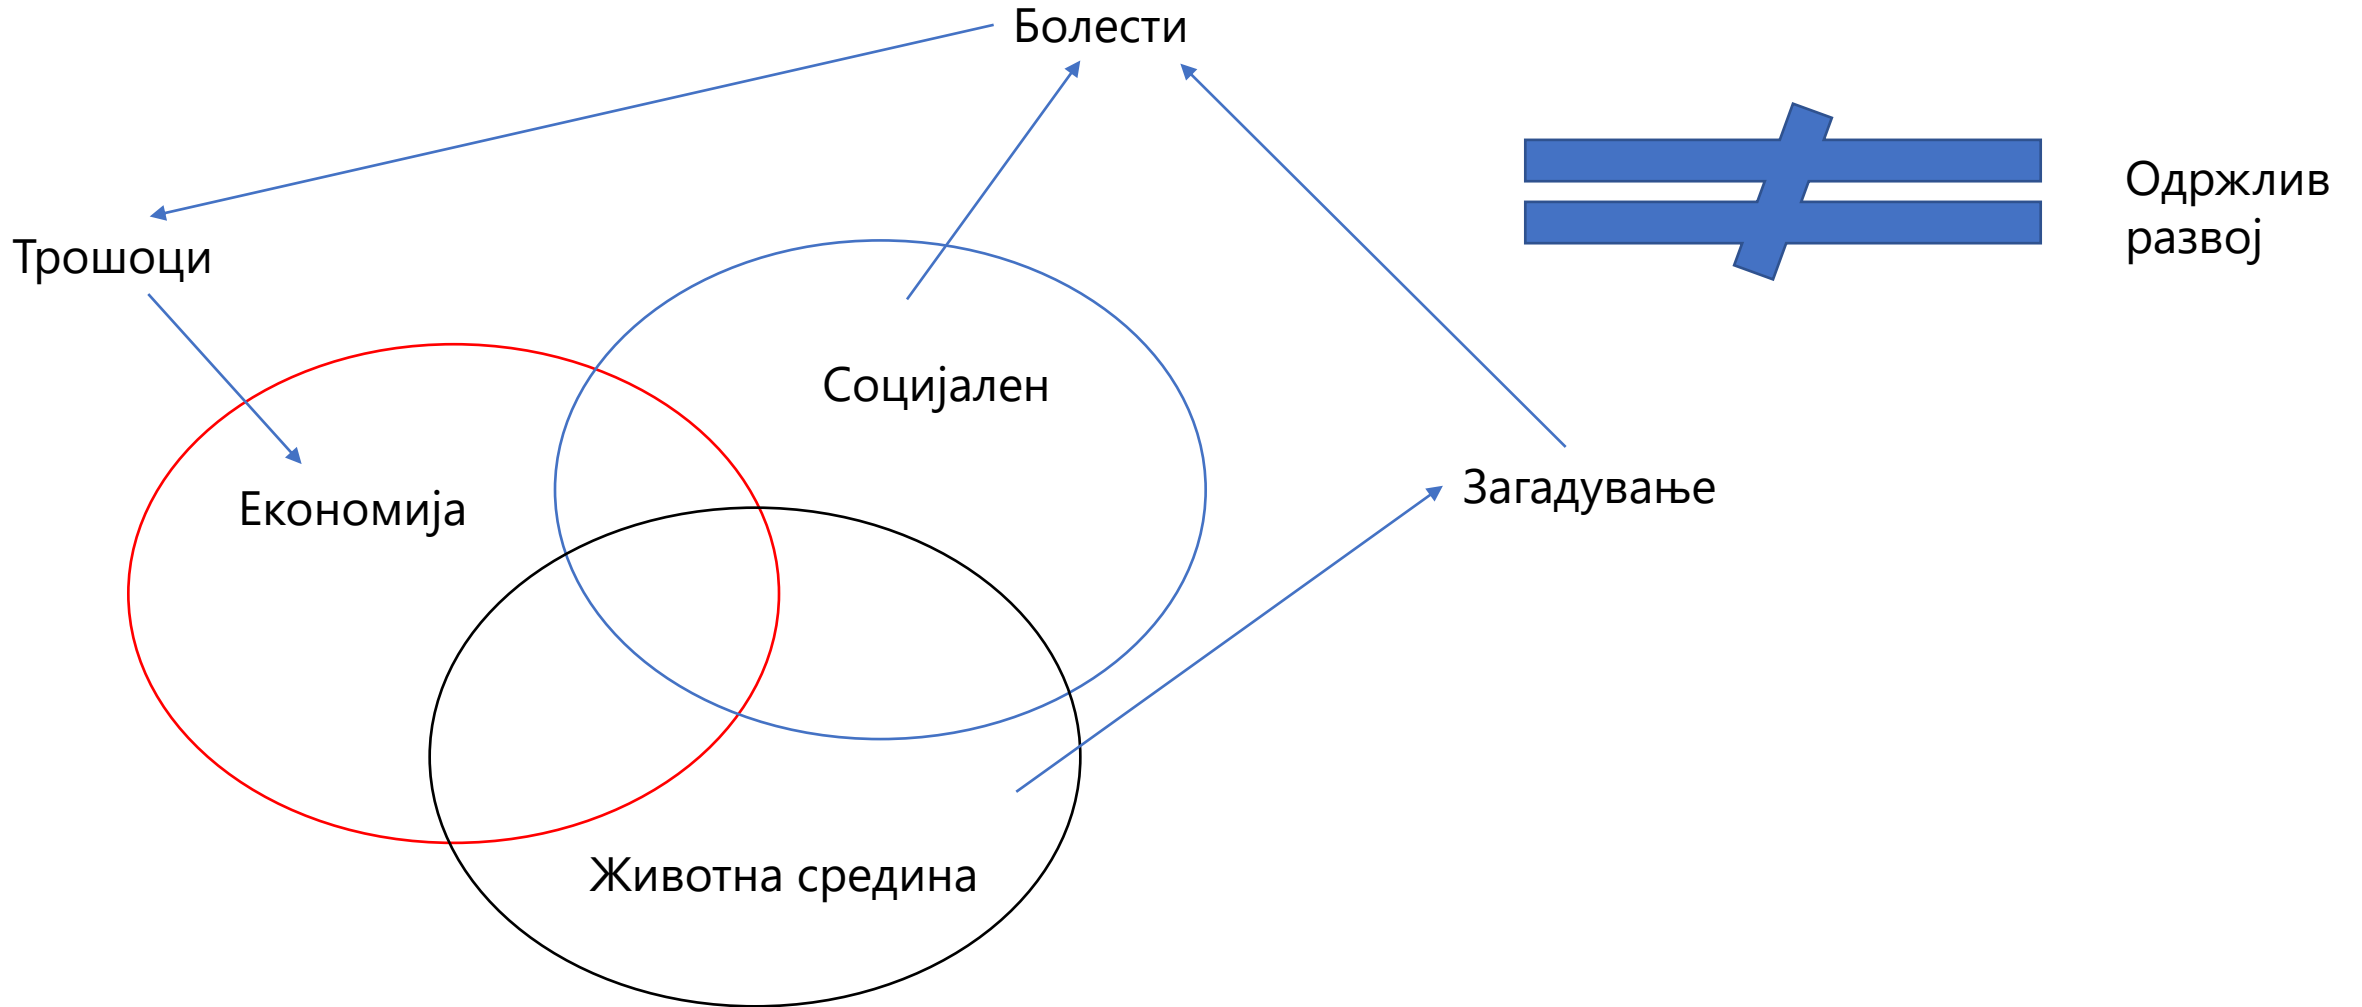 Болести
Одржлив
развој
Трошоци
Социјален
Загадување
Економија
Животна средина